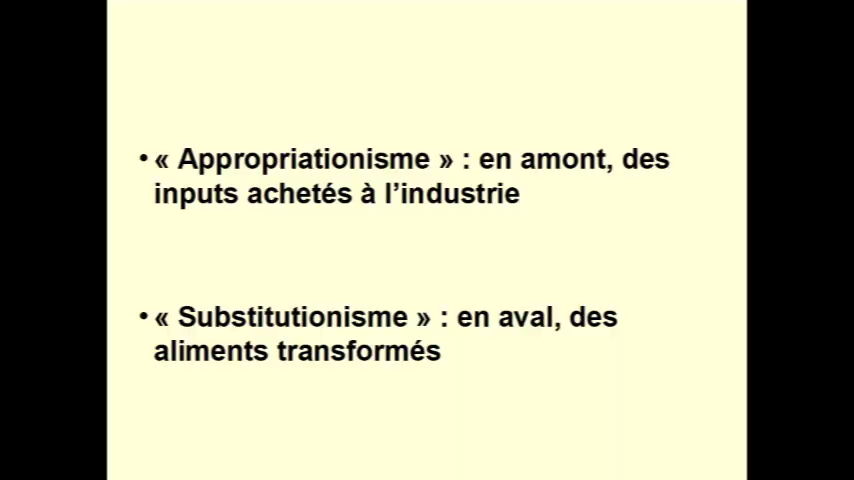 • « Appropriationisme » : en amont, des
inputs achetés à l’industrie
• « Substitutionisme » : en aval, des
aliments transformés